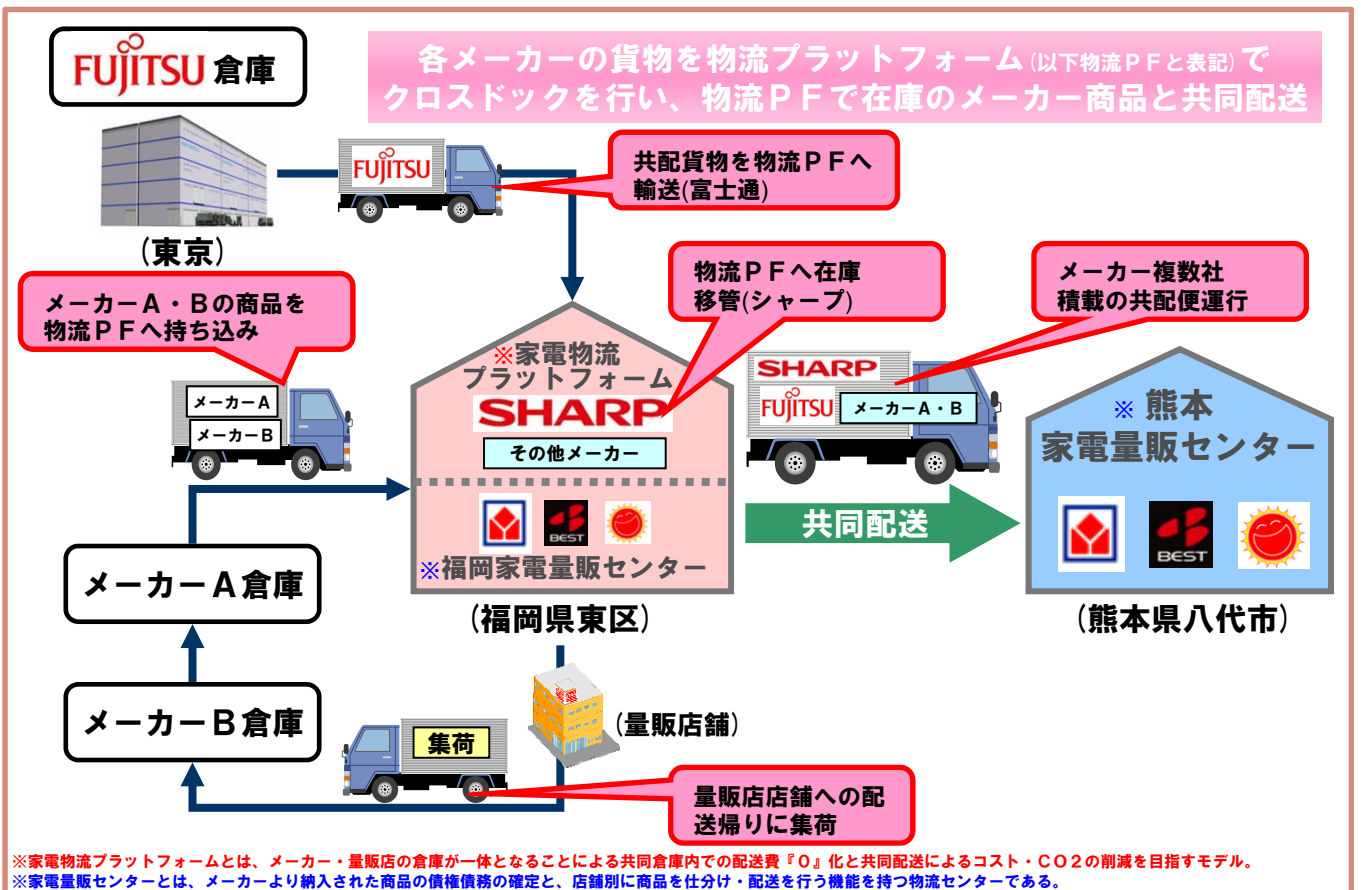 FUJITSU 倉庫
各メーカーの貨物を物流プラットフォーム(以下物流ＰＦと表記)で
クロスドックを行い、物流ＰＦで在庫のメーカー商品と共同配送
FUJITSU
共配貨物を物流ＰＦへ
輸送(富士通)
(東京)
メーカーＡ・Ｂの商品を
物流ＰＦへ持ち込み
物流ＰＦへ在庫
移管(シャープ)
メーカー複数社
積載の共配便運行
メーカーA
メーカーB
※家電物流
プラットフォーム
SHARP
その他メーカー
BEST
※福岡家電量販センター
(福岡県東区)
SHARP
FUJITSU
メーカーA・B
共同配送
※ 熊本
家電量販センター
BEST
(熊本県八代市)
メーカーＡ倉庫
メーカーＢ倉庫
集荷
(量販店舗)
量販店店舗への配
送帰りに集荷
※家電物流プラットフォームとは、メーカー・量販店の倉庫が一体となることによる共同倉庫内での配送費『０』化と共同配送によるコスト・ＣＯ２の削減を目指すモデル。
※家電量販センターとは、メーカーより納入された商品の債権債務の確定と、店舗別に商品を仕分け・配送を行う機能を持つ物流センターである。